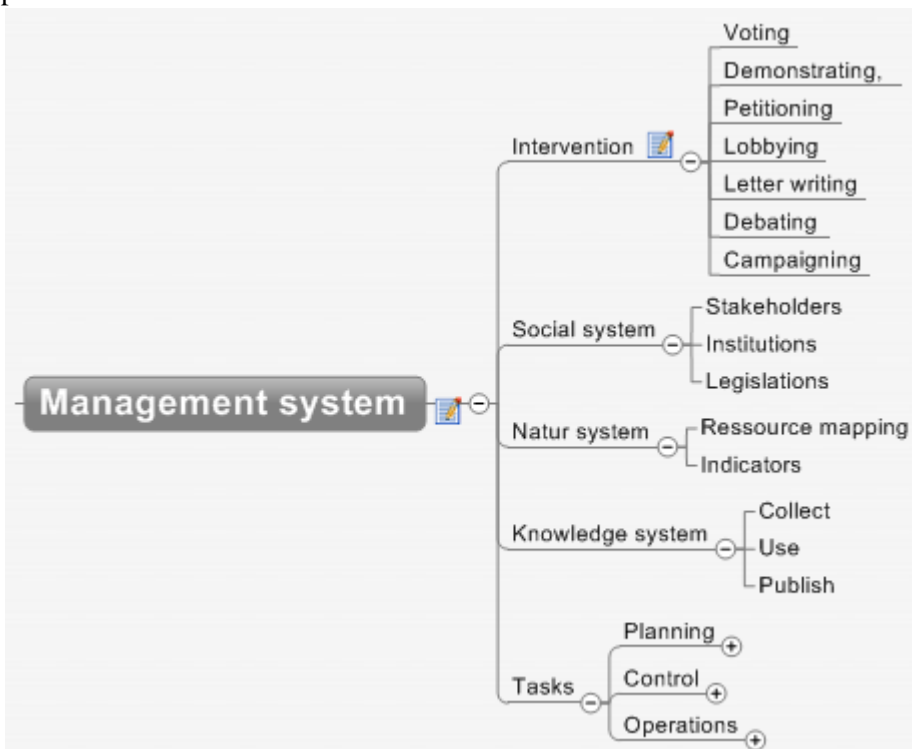 Voting
Demonstrating,
Petitioning
Intervention
Lobbying
Letter writing
Debating
Campaigning
Social system
Stakeholders
Institutions
Legislations
Management system
Natur system
Ressource mapping
Indicators
Knowledge system
Collect
Use
Publish
Tasks
Planning
Control
Operations